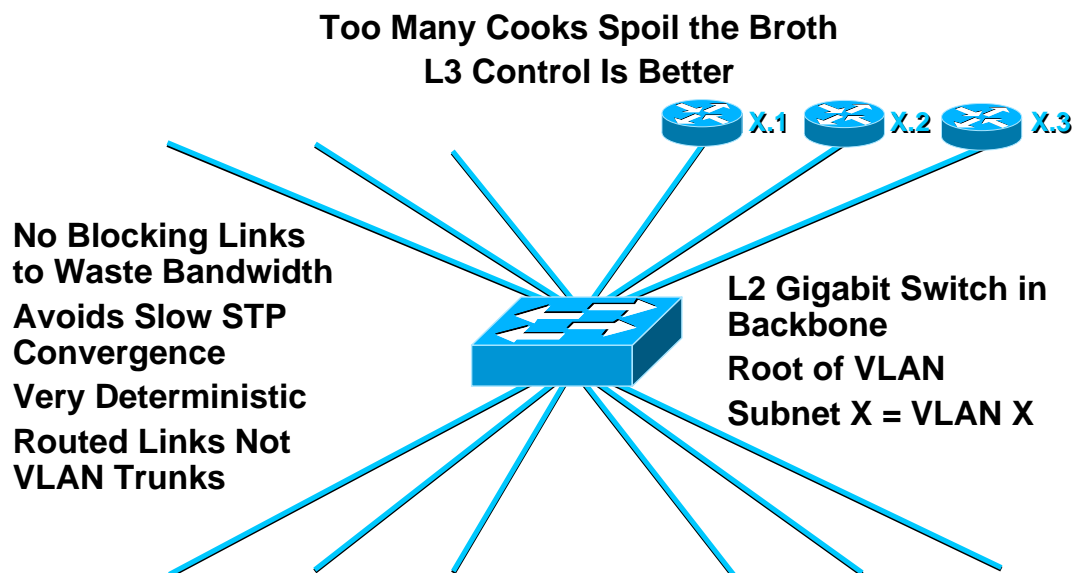 Too Many Cooks Spoil the Broth
L3 Control Is Better
X.1
X.2
X.3
No Blocking Links
to Waste Bandwidth
Avoids Slow STP
Convergence
Very Deterministic
Routed Links Not
VLAN Trunks
L2 Gigabit Switch in
Backbone
Root of VLAN
Subnet X = VLAN X